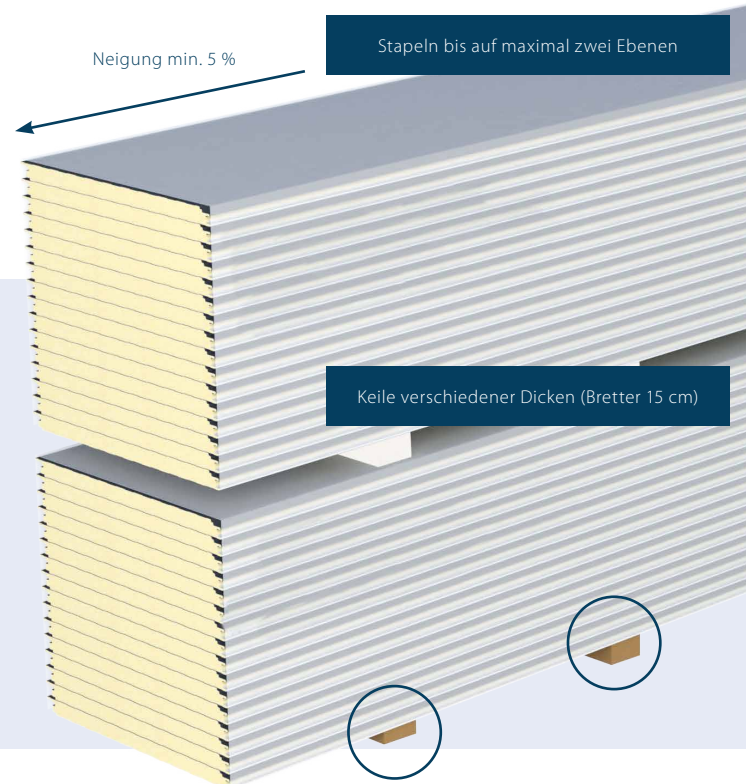 Neigung min. 5 %
Stapeln bis auf maximal zwei Ebenen
Keile verschiedener Dicken (Bretter 15 cm)